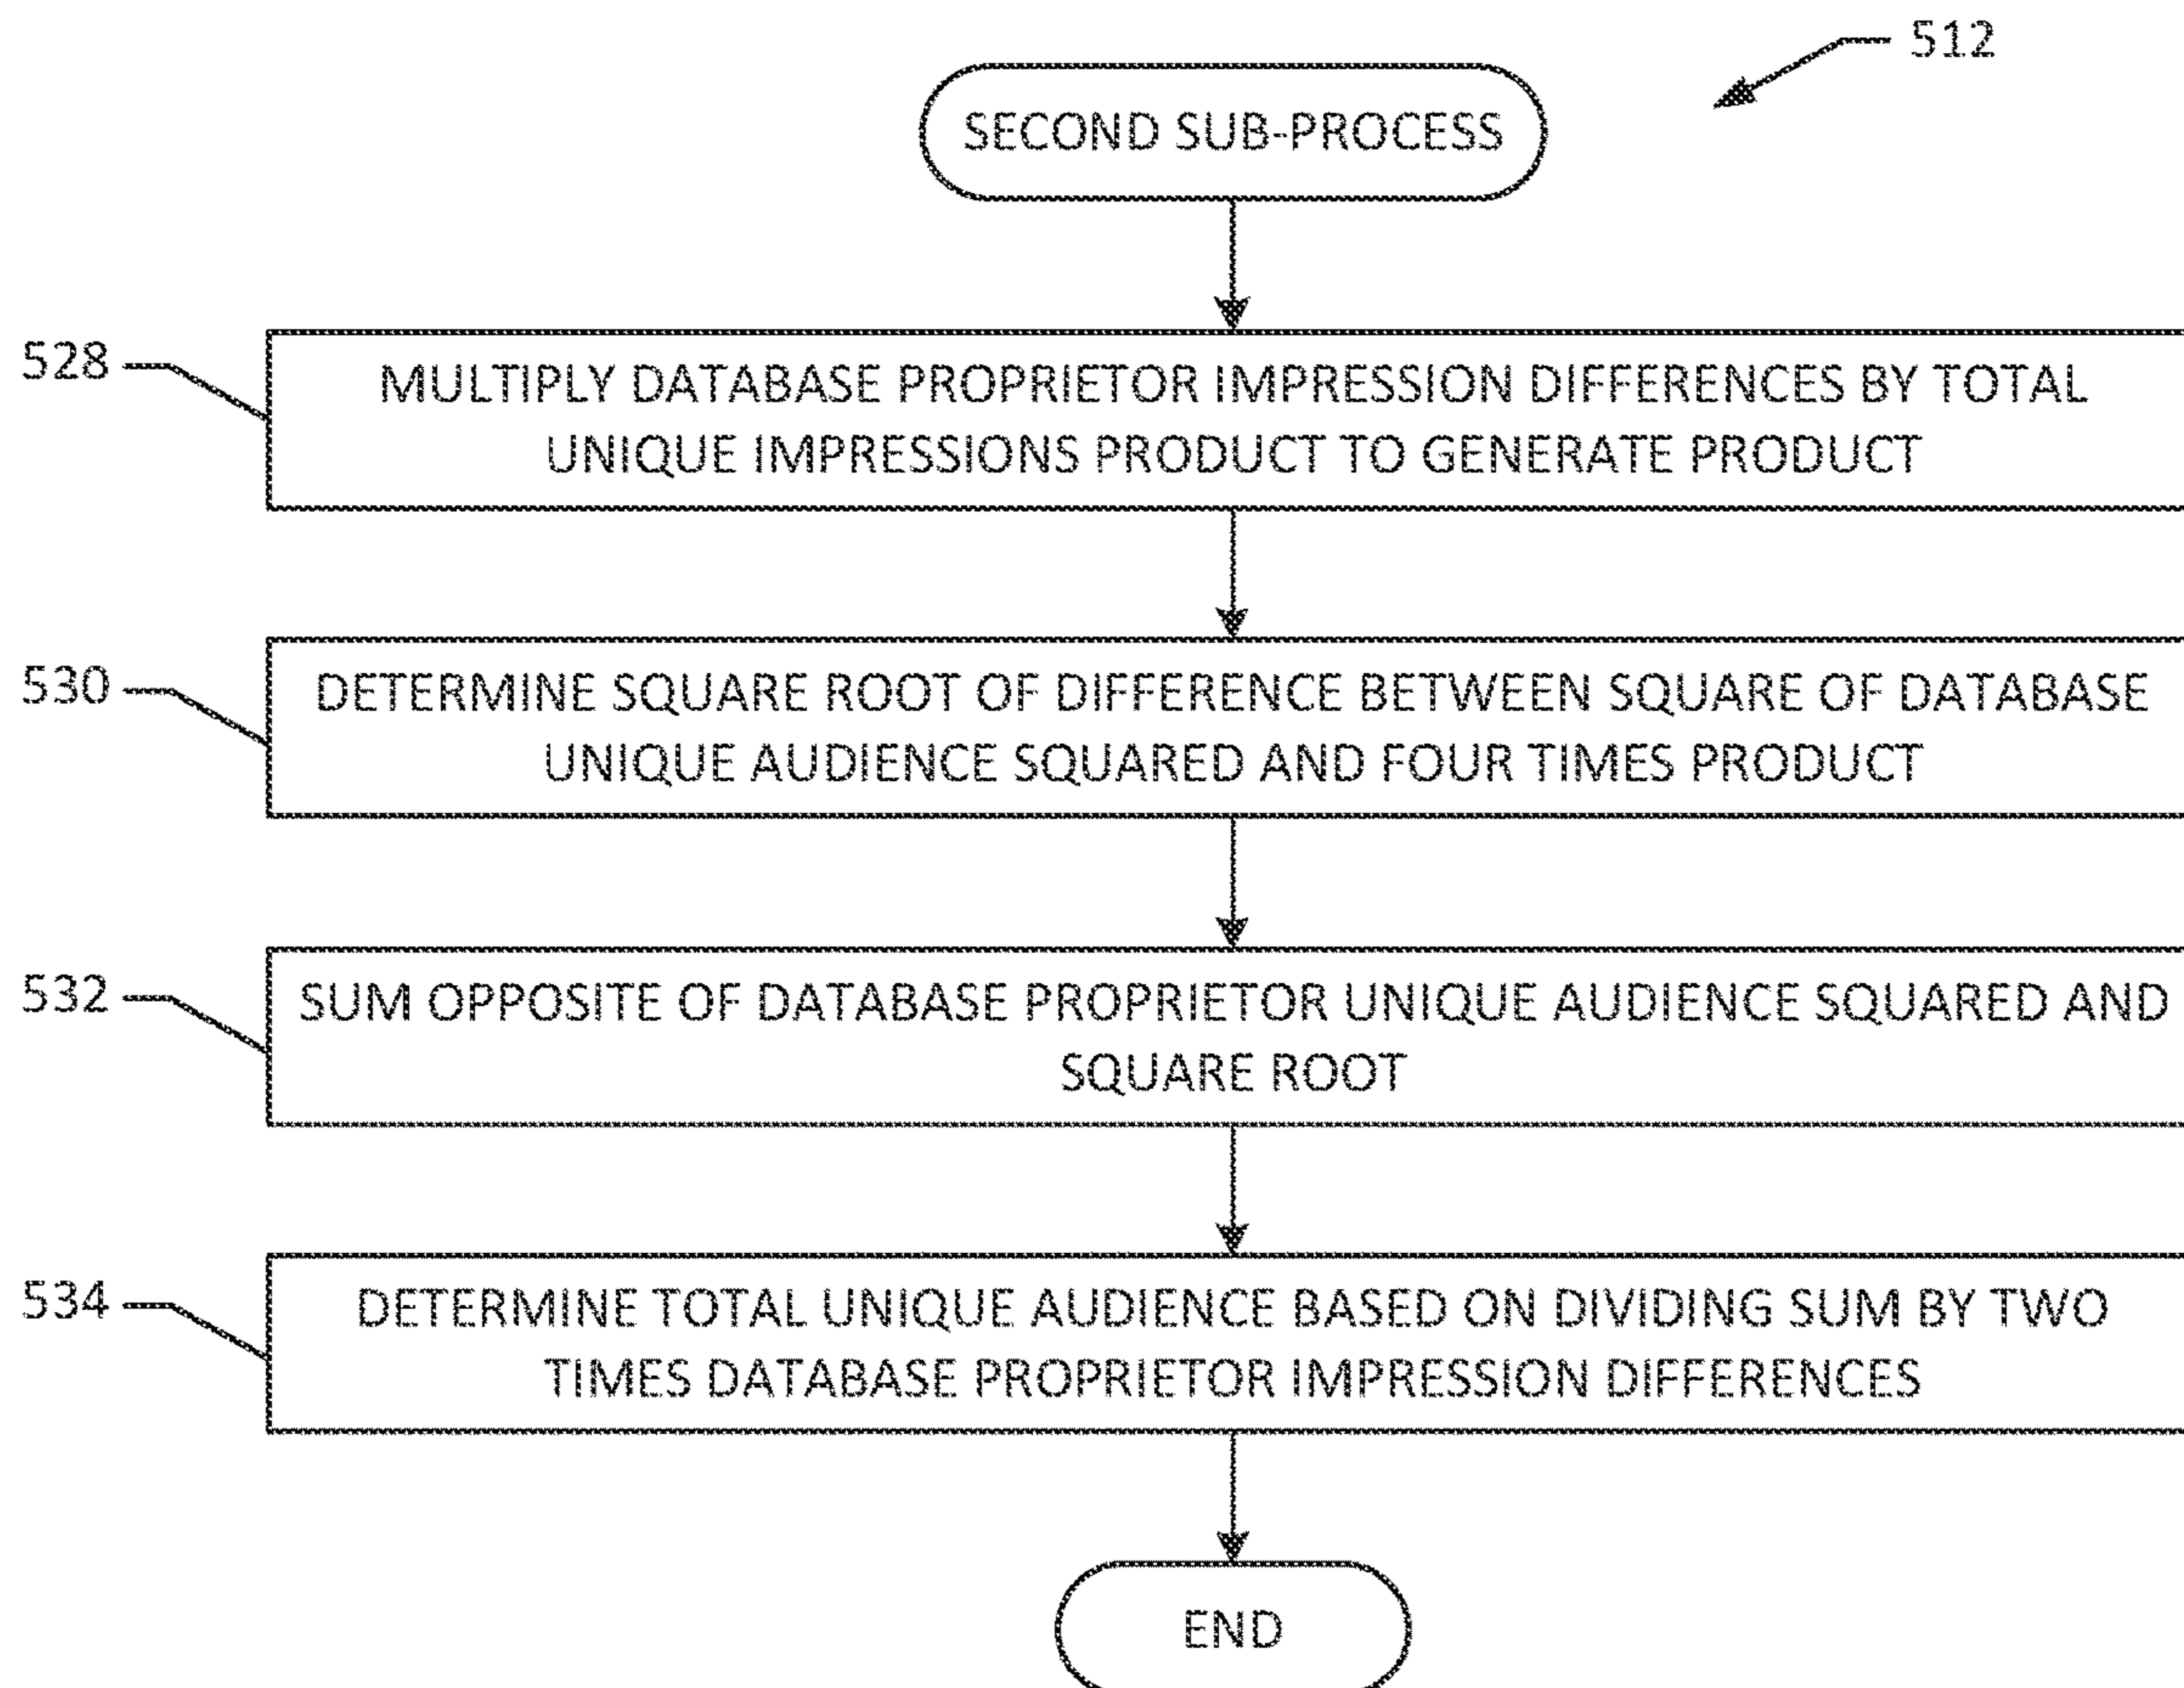 512
SECOND SUB-PROCESS
528
MULTIPLY DATABASE PROPRIETOR IMPRESSION DIFFERENCES BY TOTAL
UNIQUE IMPRESSIONS PRODUCT TO GENERATE PRODUCT
530
DETERMINE SQUARE ROOT OF DIFFERENCE BETWEEN SQUARE OF DATABASE
UNIQUE AUDIENCE SQUARED AND FOUR TIMES PRODUCT
532
SUM OPPOSITE OF DATABASE PROPRIETOR UNIQUE AUDIENCE SQUARED AND
SQUARE ROOT
534
DETERMINE TOTAL UNIQUE AUDIENCE BASED ON DIVIDING SUM BY TWO
TIMES DATABASE PROPRIETOR IMPRESSION DIFFERENCES
END